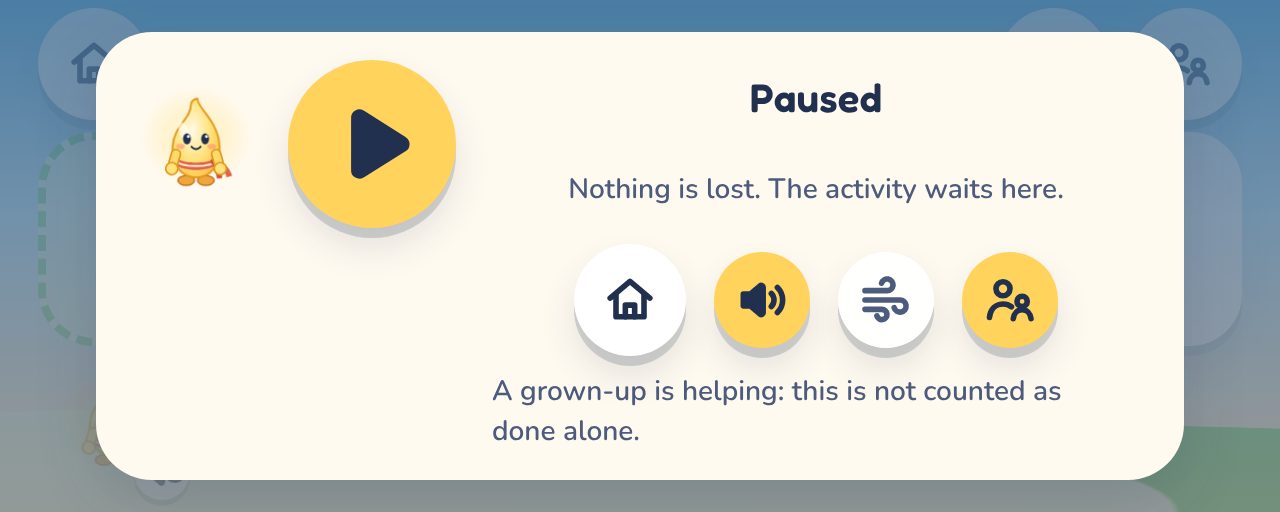 Paused
Nothing is lost. The activity waits here.
A grown-up is helping: this is not counted as
done alone.